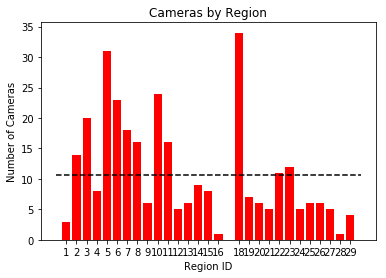 Cameras by Region
35
30
25
20
15
10
5
0
Number of Cameras
1 2 3 4 5 6 7 8 9 10 11 12 13 14 15 16 18 19 20 21 22 23 24 25 26 27 28 29
Region ID